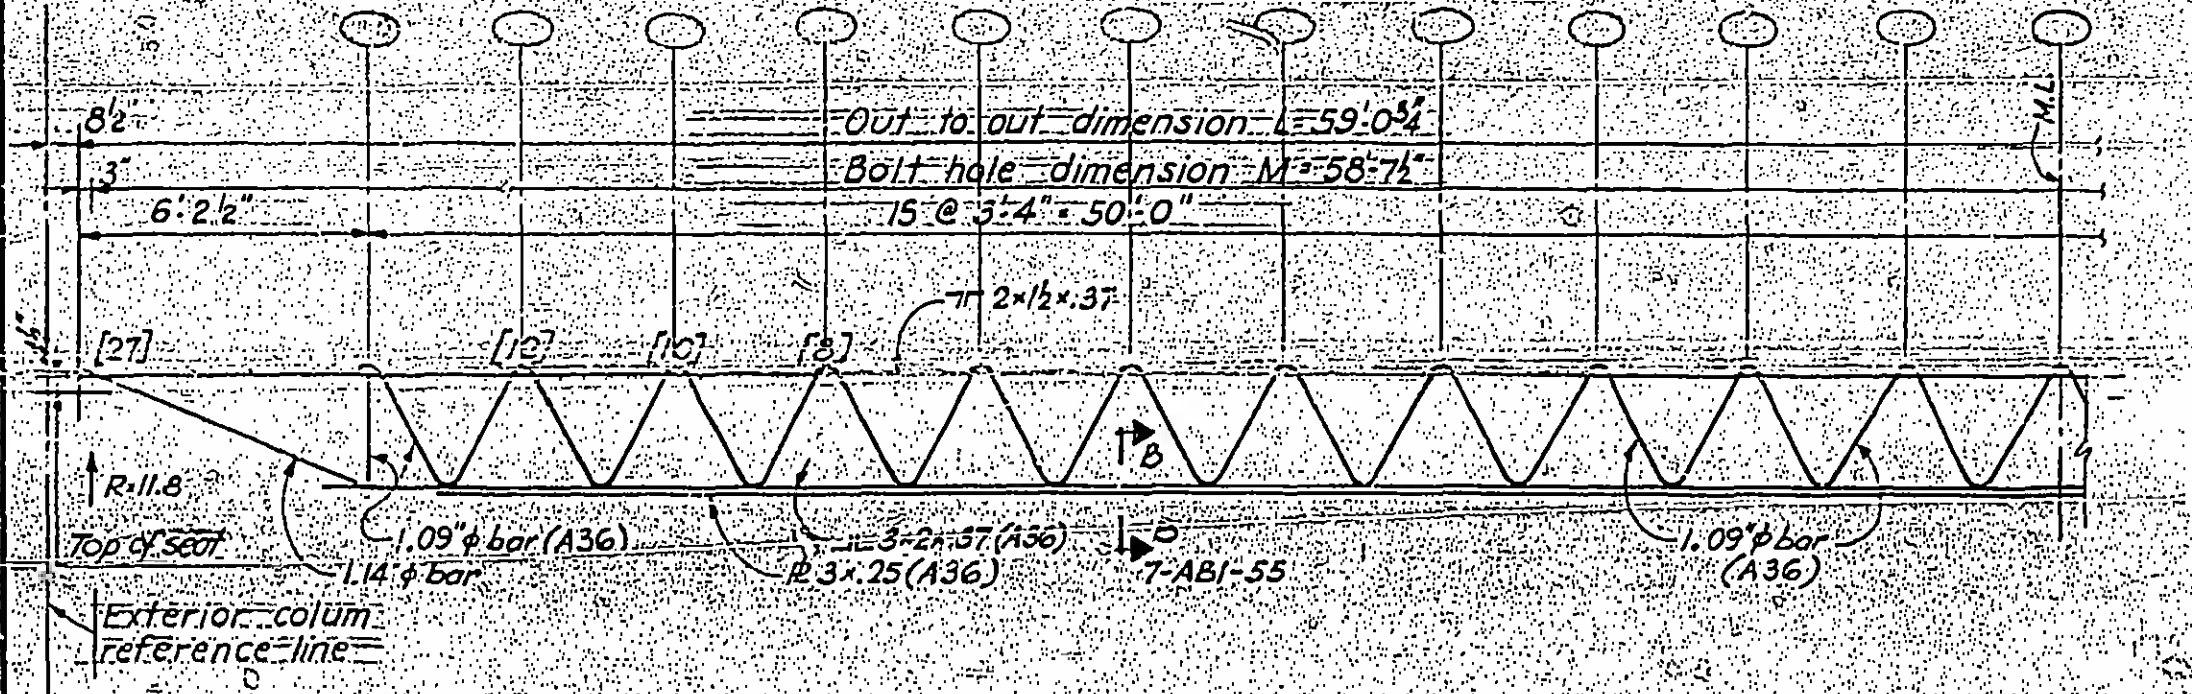 8½"
Out to out dimension L=59'-0¾"
M.L
3"
Bolt hole dimension M=58'-7½"
6'-2½"
15 @ 3'-4" = 50'-0"
2×1½×.37
[27]
[12]
[10]
[8]
B
R=11.8
Top of seat
1.09"φ bar (A36)
3×2×.37 (A36)
1.09"φ bar
(A36)
1.14"φ bar
3×.25 (A36)
7-AB1-55
Exterior colum
reference line